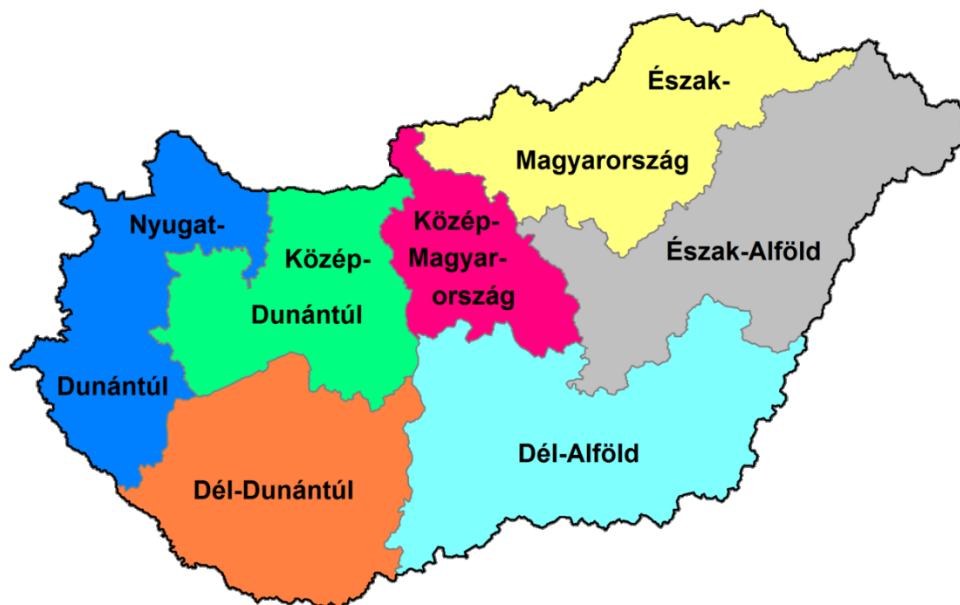 Észak-
Magyarország
Nyugat-
Dunántúl
Közép-
Dunántúl
Közép-
Magyar-
ország
Észak-Alföld
Dél-Dunántúl
Dél-Alföld